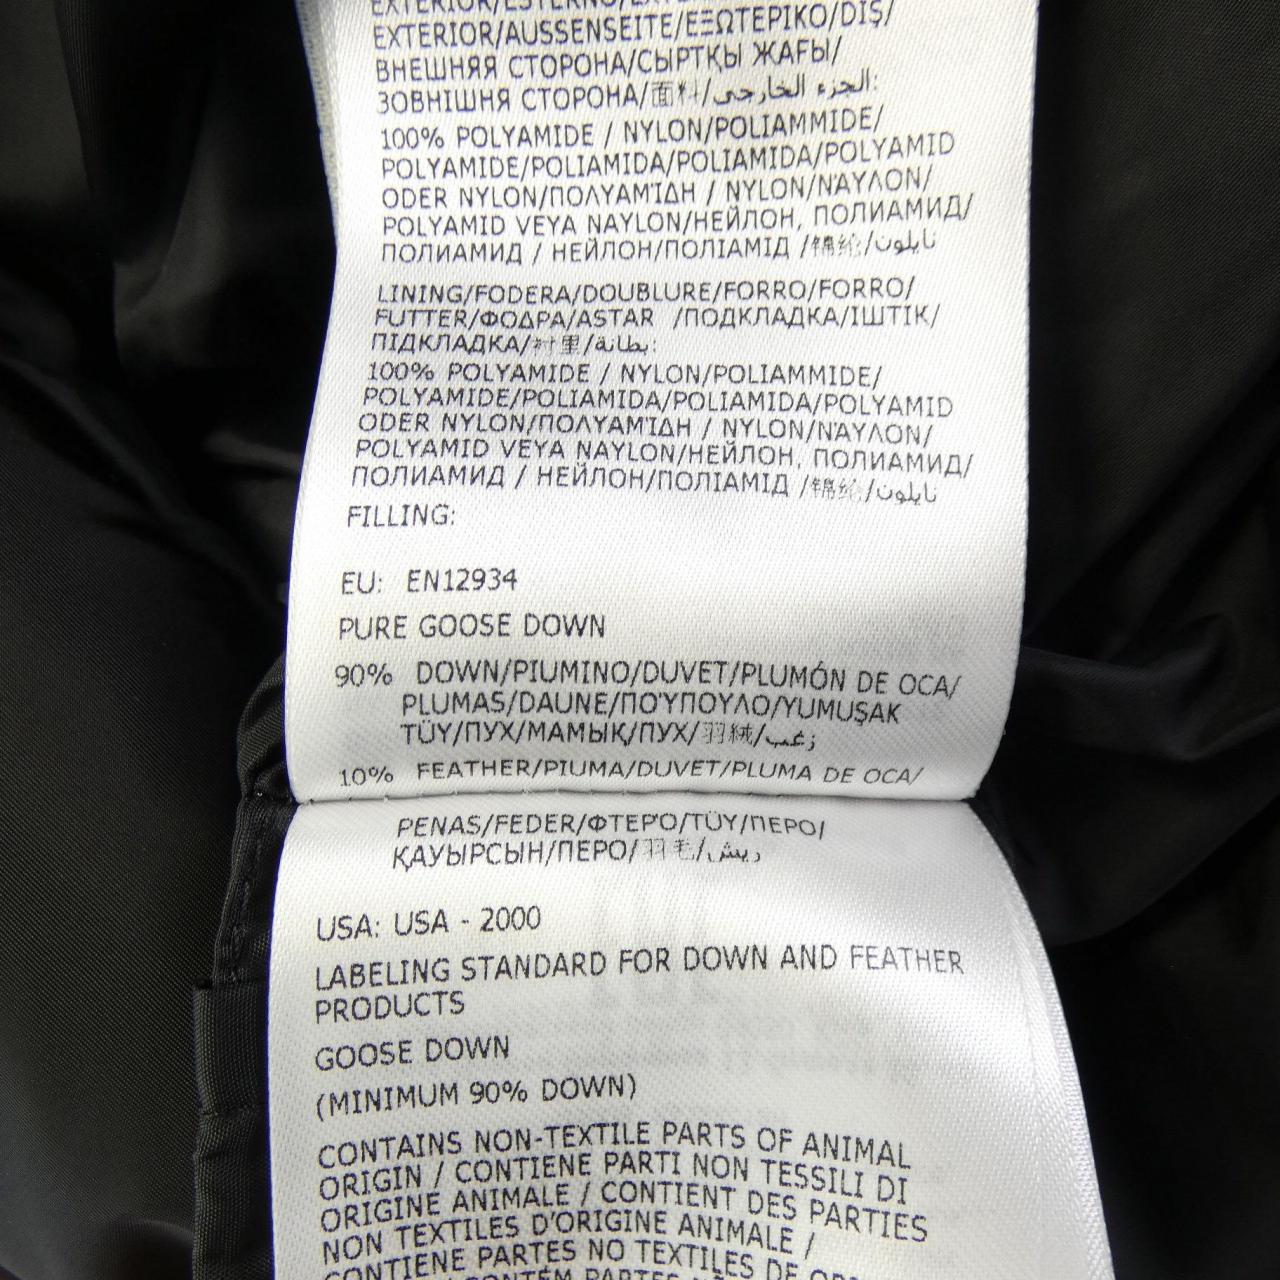 EXTERIOR/AUSSENSEITE/ΕΞΩΤΕΡΙΚΟ/DIŞ/
ВНЕШНЯЯ СТОРОНА/СЫРТҚЫ ЖАҒЫ/
ЗОВНІШНЯ СТОРОНА/面料/الجزء الخارجي:
100% POLYAMIDE / NYLON/POLIAMMIDE/
POLYAMIDE/POLIAMIDA/POLIAMIDA/POLYAMID
ODER NYLON/ΠΟΛΥΑΜΊΔΗ / NYLON/ΝΆΥΛΟΝ/
POLYAMID VEYA NAYLON/НЕЙЛОН, ПОЛИАМИД/
ПОЛИАМИД / НЕЙЛОН/ПОЛІАМІД /锦纶/نايلون
LINING/FODERA/DOUBLURE/FORRO/FORRO/
FUTTER/ΦΟΔΡΑ/ASTAR /ПОДКЛАДКА/ІШТІК/
ПІДКЛАДКА/衬里/بطانة:
100% POLYAMIDE / NYLON/POLIAMMIDE/
POLYAMIDE/POLIAMIDA/POLIAMIDA/POLYAMID
ODER NYLON/ΠΟΛΥΑΜΊΔΗ / NYLON/ΝΆΥΛΟΝ/
POLYAMID VEYA NAYLON/НЕЙЛОН, ПОЛИАМИД/
ПОЛИАМИД / НЕЙЛОН/ПОЛІАМІД /锦纶/نايلون
FILLING:
EU: EN12934
PURE GOOSE DOWN
90% DOWN/PIUMINO/DUVET/PLUMÓN DE OCA/
PLUMAS/DAUNE/ΠΟΎΠΟΥΛΟ/YUMUŞAK
TÜY/ПУХ/МАМЫҚ/ПУХ/羽绒/زغب
10% FEATHER/PIUMA/DUVET/PLUMA DE OCA/
PENAS/FEDER/ΦΤΕΡΌ/TÜY/ПЕРО/
ҚАУЫРСЫН/ПЕРО/羽毛/ريش
USA: USA - 2000
LABELING STANDARD FOR DOWN AND FEATHER
PRODUCTS
GOOSE DOWN
(MINIMUM 90% DOWN)
CONTAINS NON-TEXTILE PARTS OF ANIMAL
ORIGIN / CONTIENE PARTI NON TESSILI DI
ORIGINE ANIMALE / CONTIENT DES PARTIES
NON TEXTILES D'ORIGINE ANIMALE /
CONTIENE PARTES NO TEXTILES DE